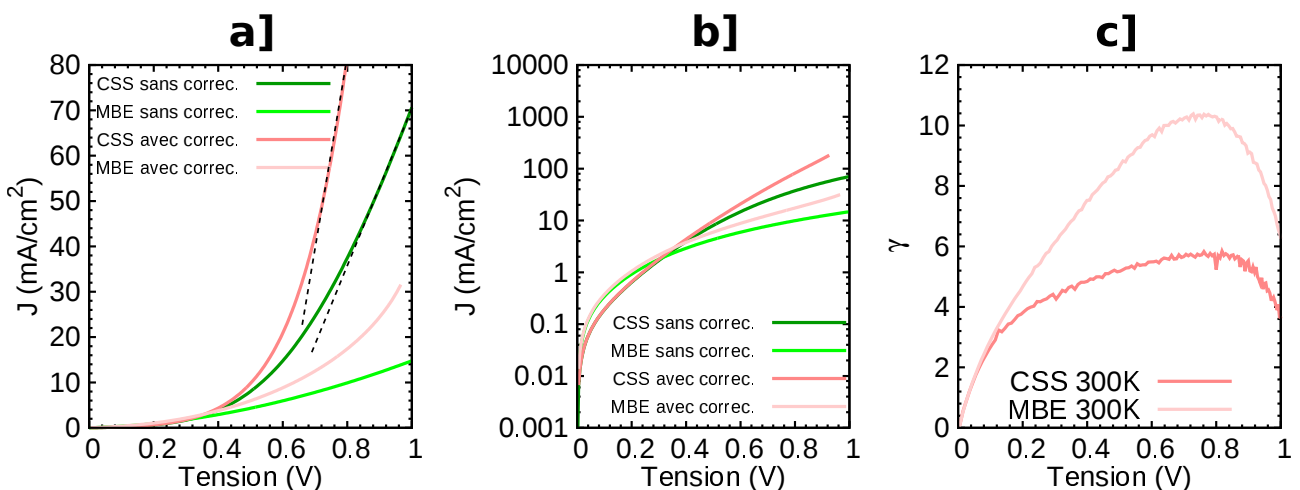 a]
80
70
60
50
40
30
20
10
0
J (mA/cm²)
CSS sans correc.
MBE sans correc.
CSS avec correc.
MBE avec correc.
0 0.2 0.4 0.6 0.8 1
Tension (V)
b]
10000
1000
100
10
1
0.1
0.01
0.001
J (mA/cm²)
CSS sans correc.
MBE sans correc.
CSS avec correc.
MBE avec correc.
0 0.2 0.4 0.6 0.8 1
Tension (V)
c]
12
10
8
6
4
2
0
γ
CSS 300K
MBE 300K
0 0.2 0.4 0.6 0.8 1
Tension (V)